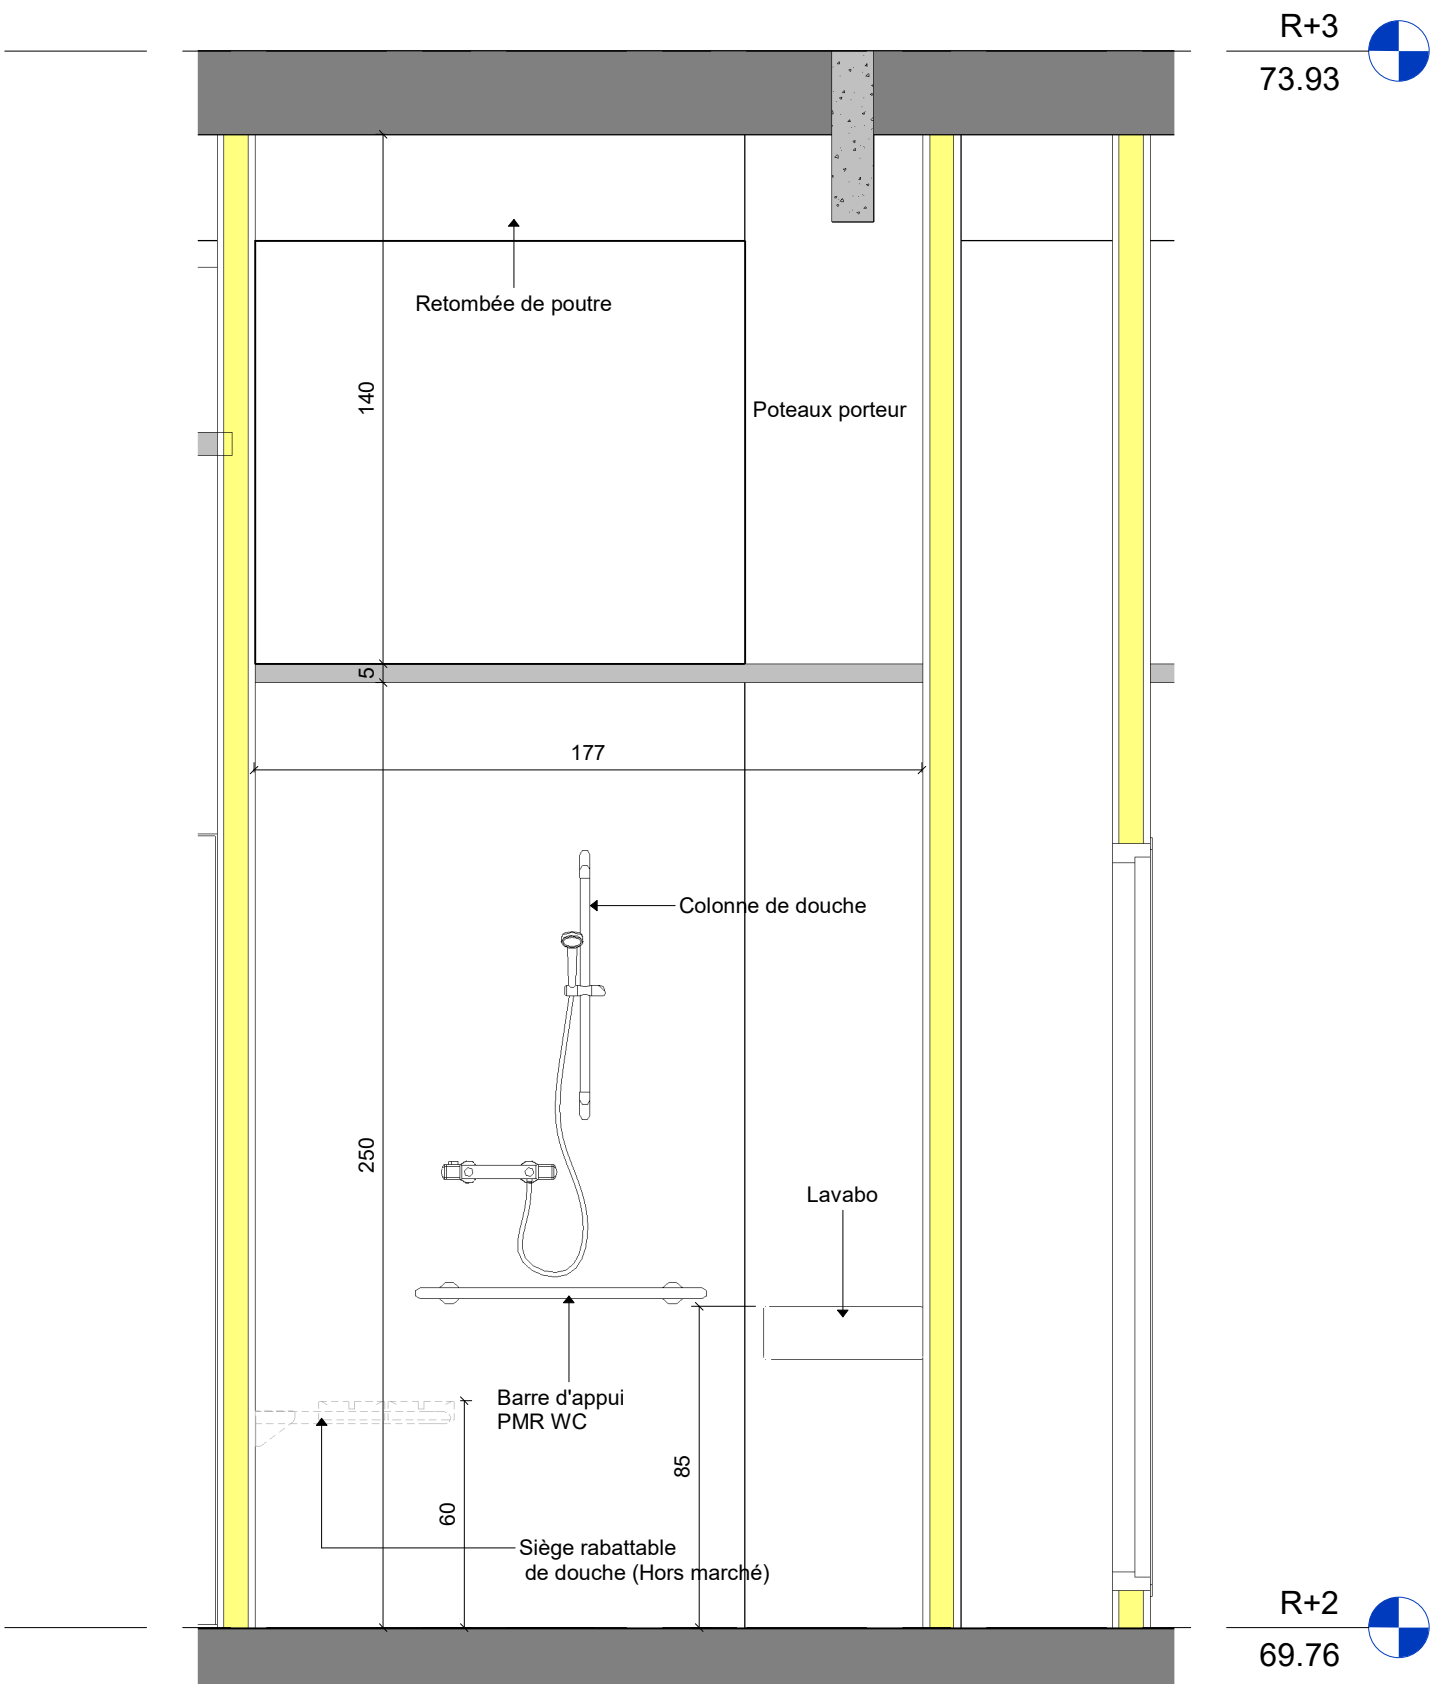 R+3
73.93
Retombée de poutre
140
Poteaux porteur
5
177
Colonne de douche
250
Lavabo
Barre d'appui
PMR WC
85
60
Siège rabattable
de douche (Hors marché)
R+2
69.76